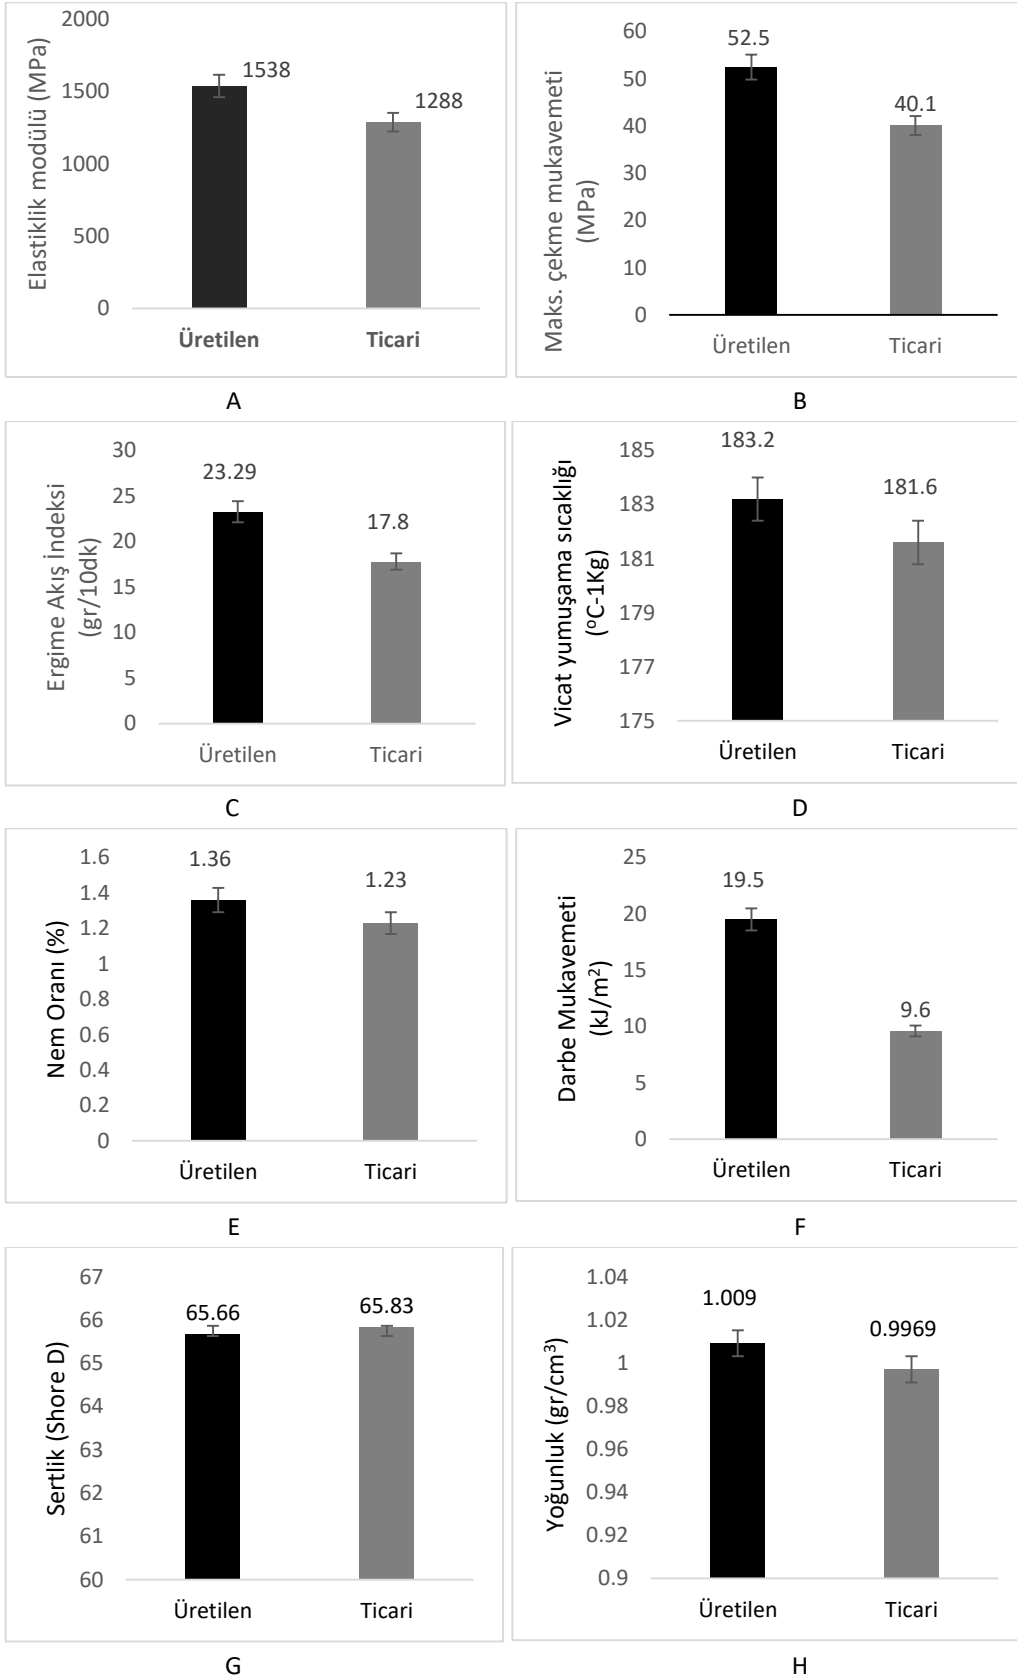 Elastiklik modülü (MPa)
2000
1500
1000
500
0
1538
1288
Üretilen Ticari
A
Maks. çekme mukavemeti
(MPa)
60
50
40
30
20
10
0
52.5
40.1
Üretilen Ticari
B
Ergime Akış İndeksi
(gr/10dk)
30
25
20
15
10
5
0
23.29
17.8
Üretilen Ticari
C
Vicat yumuşama sıcaklığı
(ºC-1Kg)
185
183
181
179
177
175
183.2
181.6
Üretilen Ticari
D
Nem Oranı (%)
1.6
1.4
1.2
1
0.8
0.6
0.4
0.2
0
1.36
1.23
Üretilen Ticari
E
Darbe Mukavemeti
(kJ/m²)
25
20
15
10
5
0
19.5
9.6
Üretilen Ticari
F
Sertlik (Shore D)
67
66
65
64
63
62
61
60
65.66
65.83
Üretilen Ticari
G
Yoğunluk (gr/cm³)
1.04
1.02
1
0.98
0.96
0.94
0.92
0.9
1.009
0.9969
Üretilen Ticari
H